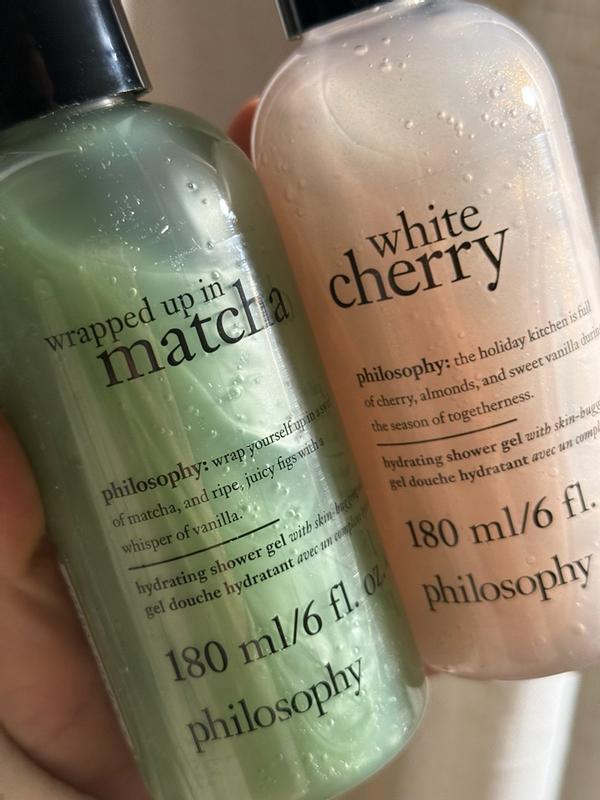 wrapped up in
matcha
philosophy: wrap yourself up in a
of matcha, and ripe, juicy figs with a
whisper of vanilla.
hydrating shower gel with
gel douche hydratant avec un
180 ml/6 fl. oz.
philosophy
white
cherry
philosophy: the holiday kitchen is full
of cherry, almonds, and sweet vanilla
the season of togetherness.
hydrating shower gel with
gel douche hydratant avec un
180 ml/6 fl.
philosophy